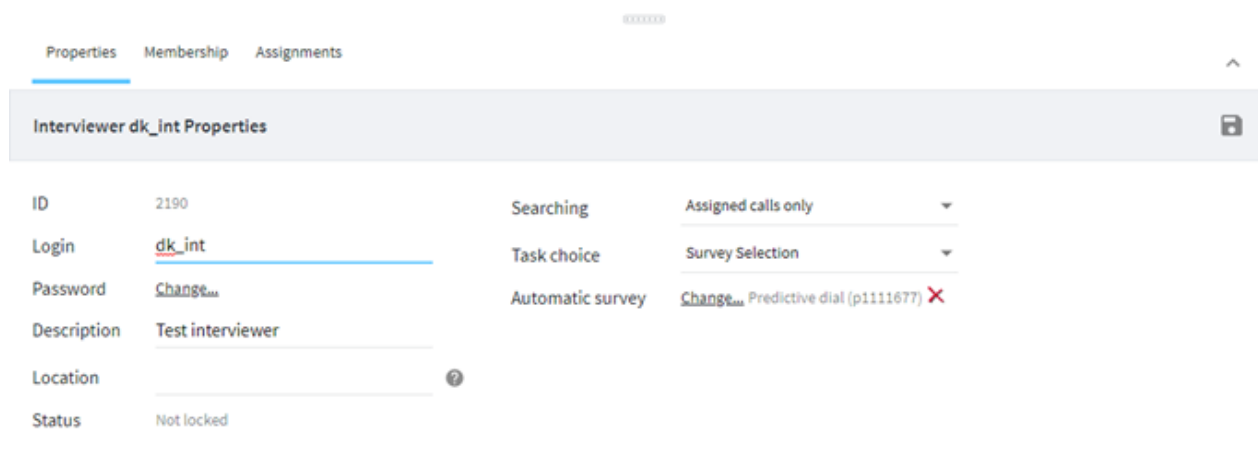 Properties Membership Assignments
Interviewer dk_int Properties
ID 2190
Login dk_int
Password Change...
Description Test interviewer
Location
Status Not locked
Searching Assigned calls only
Task choice Survey Selection
Automatic survey Change... Predictive dial (p1111677)